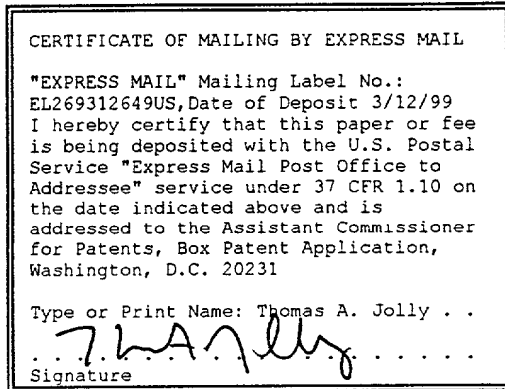 CERTIFICATE OF MAILING BY EXPRESS MAIL
"EXPRESS MAIL" Mailing Label No.:
EL269312649US,Date of Deposit 3/12/99
I hereby certify that this paper or fee
is being deposited with the U.S. Postal
Service "Express Mail Post Office to
Addressee" service under 37 CFR 1.10 on
the date indicated above and is
addressed to the Assistant Commissioner
for Patents, Box Patent Application,
Washington, D.C. 20231
Type or Print Name: Thomas A. Jolly . .
Signature